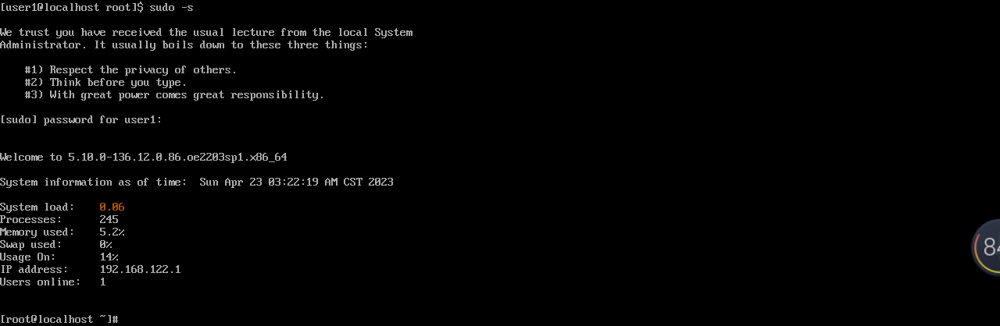 [user1@localhost root]$ sudo -s
We trust you have received the usual lecture from the local System
Administrator. It usually boils down to these three things:
#1) Respect the privacy of others.
#2) Think before you type.
#3) With great power comes great responsibility.
[sudo] password for user1:
Welcome to 5.10.0-136.12.0.86.oe2203sp1.x86_64
System information as of time:  Sun Apr 23 03:22:19 AM CST 2023
System load:    0.06
Processes:      245
Memory used:    5.2%
Swap used:      0%
Usage On:       14%
IP address:     192.168.122.1
Users online:   1
[root@localhost ~]#